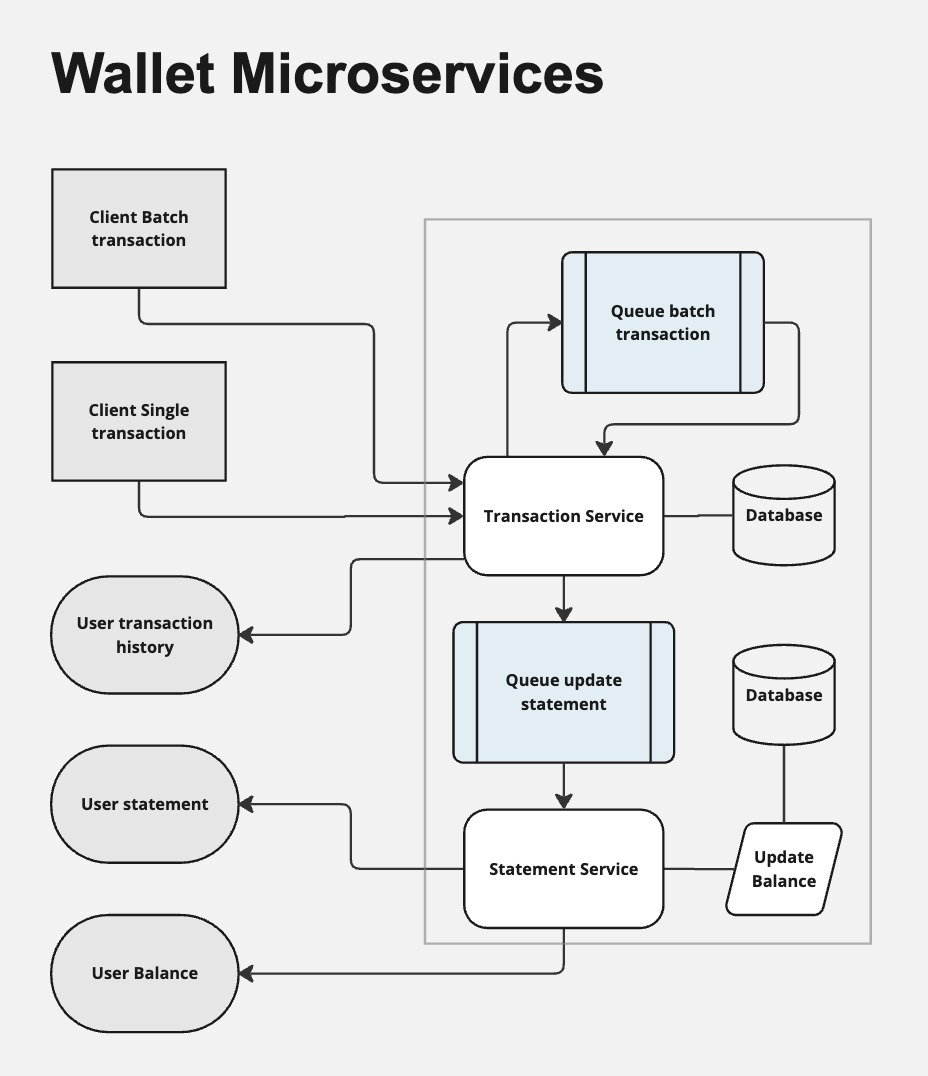 Wallet Microservices
Client Batch
transaction
Queue batch
transaction
Client Single
transaction
Transaction Service
Database
User transaction
history
Queue update
statement
Database
User statement
Statement Service
Update
Balance
User Balance